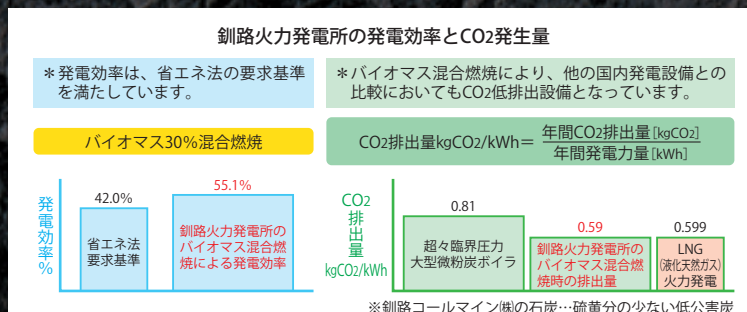 釧路火力発電所の発電効率とCO2発生量
＊発電効率は、省エネ法の要求基準
を満たしています。
＊バイオマス混合燃焼により、他の国内発電設備との
比較においてもCO2低排出設備となっています。
バイオマス30%混合燃焼
CO2排出量kgCO2/kWh＝
年間CO2排出量[kgCO2]
年間発電力量[kWh]
発電効率%
42.0%
省エネ法
要求基準
55.1%
釧路火力発電所の
バイオマス混合燃
焼による発電効率
CO2
排出量
kgCO2/kWh
0.81
超々臨界圧力
大型微粉炭ボイラ
0.59
釧路火力発電所の
バイオマス混合燃
焼時の排出量
0.599
LNG
(液化天然ガス)
火力発電
※釧路コールマイン㈱の石炭…硫黄分の少ない低公害炭